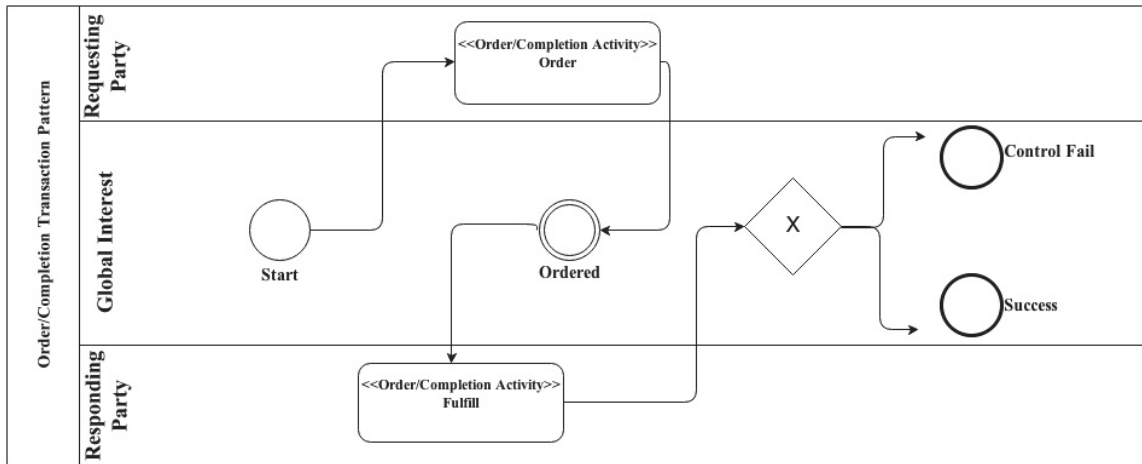 Order/Completion Transaction Pattern
Requesting
Party
<<Order/Completion Activity>>
Order
Global Interest
Start
Ordered
X
Control Fail
Success
Responding
Party
<<Order/Completion Activity>>
Fulfill